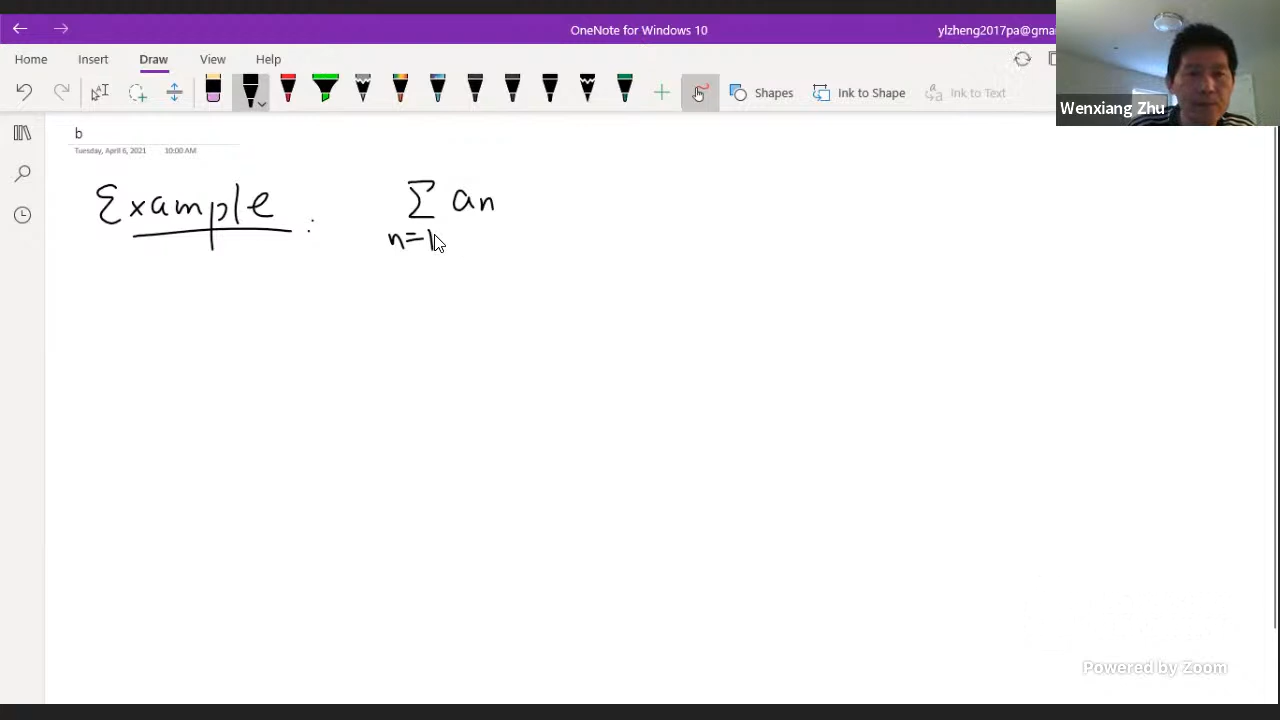 OneNote for Windows 10
ylzheng2017pa@gma
Home Insert Draw View Help
Shapes Ink to Shape Ink to Text
Wenxiang Zhu
b
Tuesday, April 6, 2021 10:00 AM
Example : ∑ an
n=1
Powered by Zoom